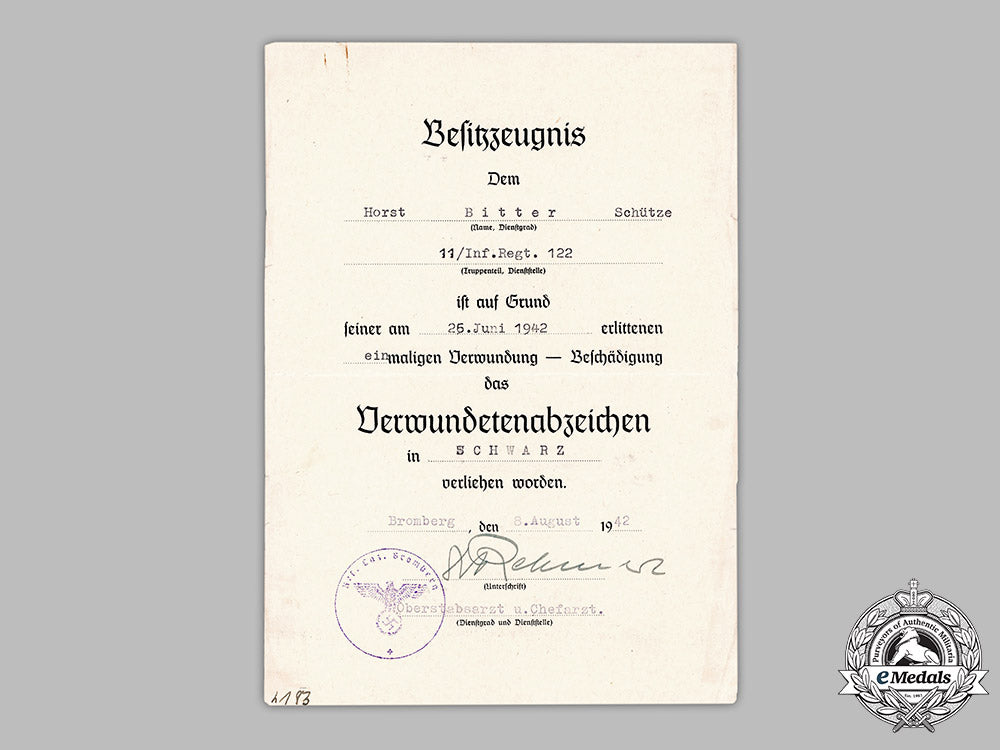 Besitzzeugnis
Dem
Horst Bitter Schütze
(Name, Dienstgrad)
11/Inf.Regt. 122
(Truppenteil, Dienststelle)
ist auf Grund
seiner am 25.Juni 1942 erlittenen
einmaligen Verwundung — Beschädigung
das
Verwundetenabzeichen
in SCHWARZ
verliehen worden.
Bromberg, den 8.August 1942
(Unterschrift)
Oberstabsarzt u.Chefarzt.
(Dienstgrad und Dienststelle)
Laz. Bromberg
Purveyors of Authentic Militaria
eMedals